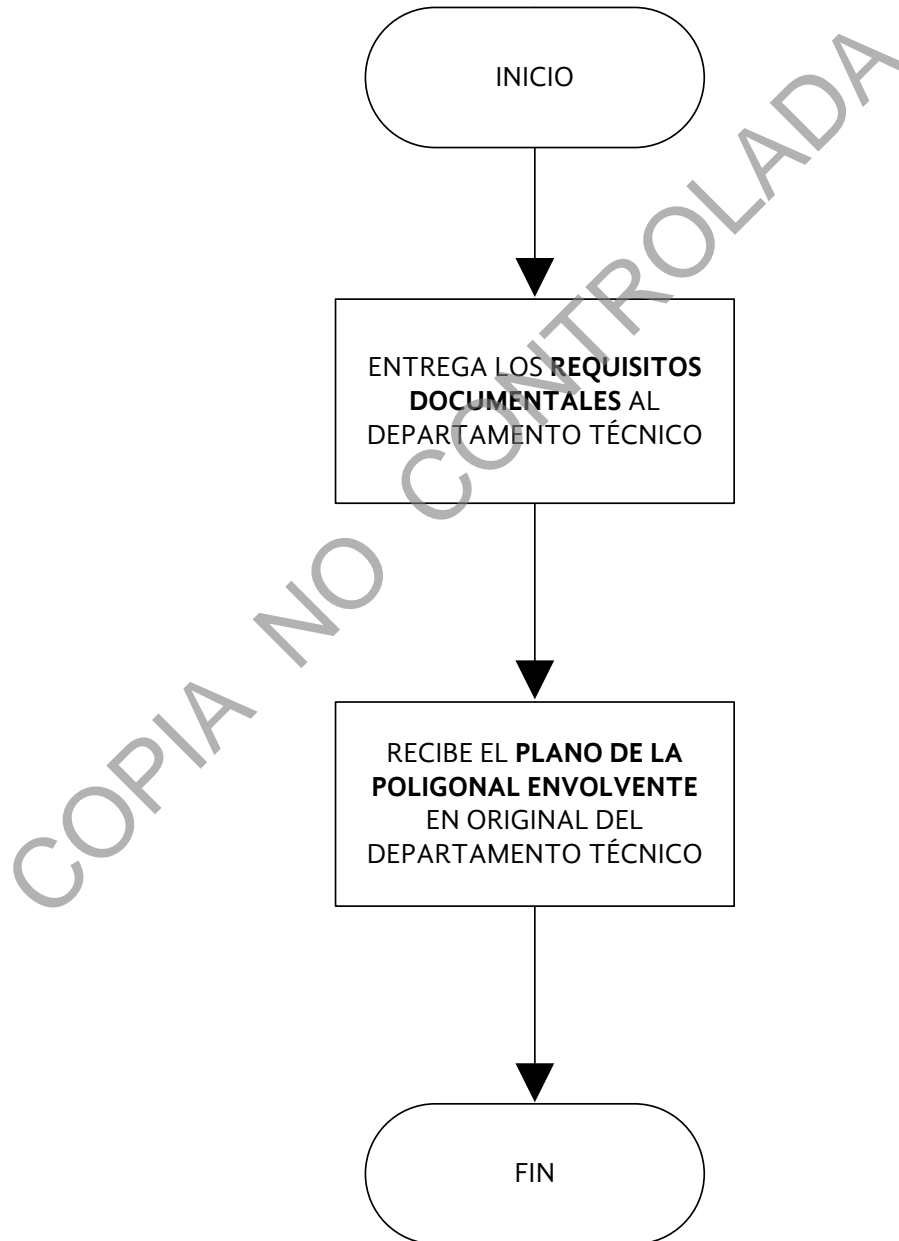 INICIO
ENTREGA LOS REQUISITOS
DOCUMENTALES AL
DEPARTAMENTO TÉCNICO
RECIBE EL PLANO DE LA
POLIGONAL ENVOLVENTE
EN ORIGINAL DEL
DEPARTAMENTO TÉCNICO
FIN
COPIA NO CONTROLADA